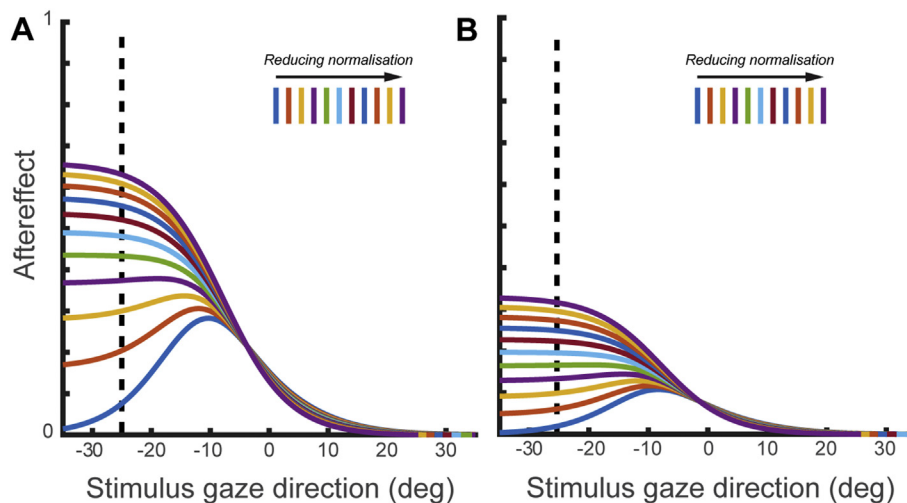 A
1
Reducing normalisation
Aftereffect
0
-30 -20 -10 0 10 20 30
Stimulus gaze direction (deg)
B
Reducing normalisation
-30 -20 -10 0 10 20 30
Stimulus gaze direction (deg)